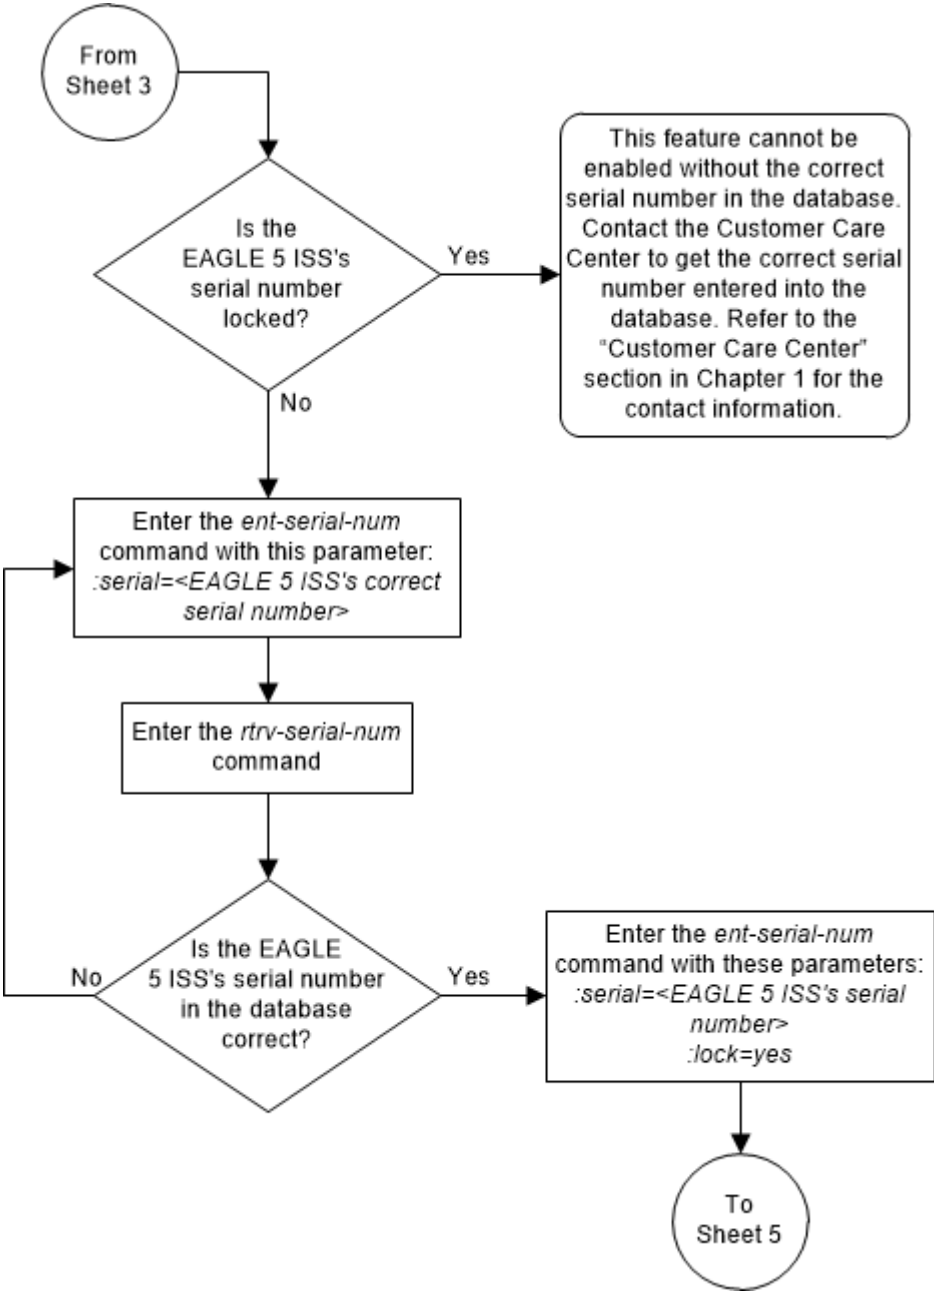 From
Sheet 3
Is the
EAGLE 5 ISS's
serial number
locked?
Yes
This feature cannot be
enabled without the correct
serial number in the database.
Contact the Customer Care
Center to get the correct serial
number entered into the
database. Refer to the
“Customer Care Center”
section in Chapter 1 for the
contact information.
No
Enter the ent-serial-num
command with this parameter:
:serial=<EAGLE 5 ISS's correct
serial number>
Enter the rtrv-serial-num
command
Is the EAGLE
5 ISS's serial number
in the database
correct?
No
Yes
Enter the ent-serial-num
command with these parameters:
:serial=<EAGLE 5 ISS's serial
number>
:lock=yes
To
Sheet 5